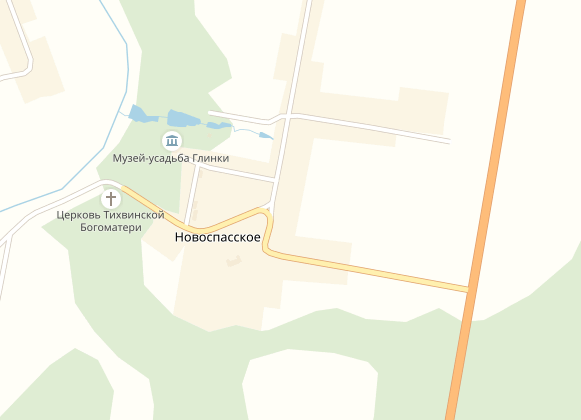 Музей-усадьба Глинки
Церковь Тихвинской
Богоматери
Новоспасское